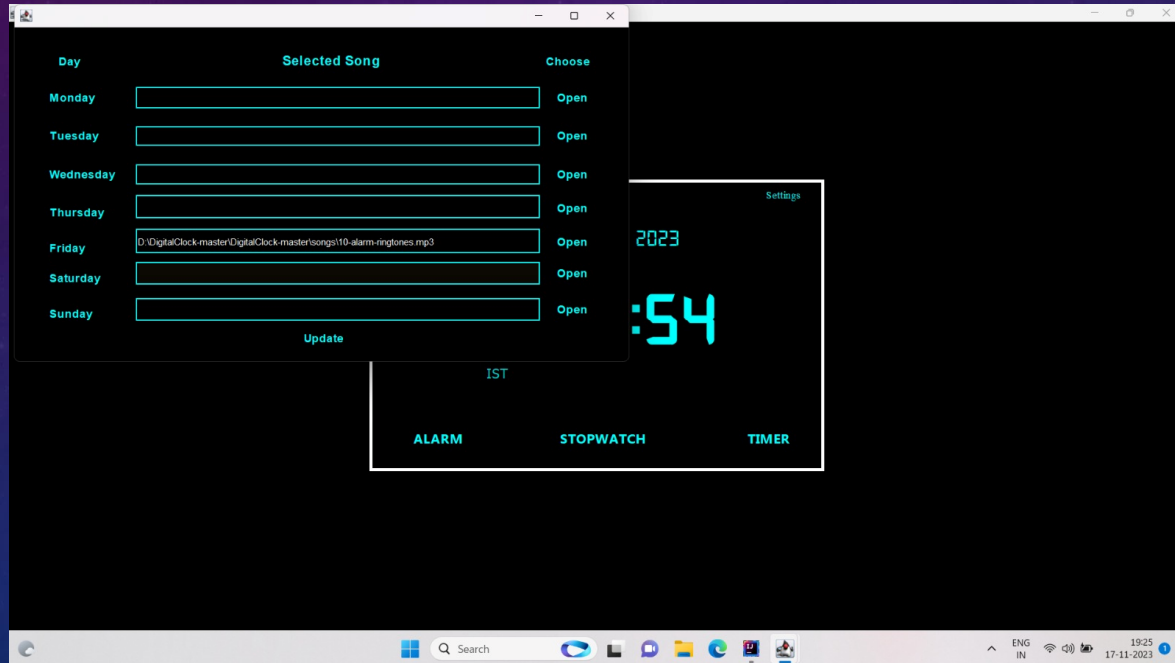 Day Selected Song Choose
Monday Open
Tuesday Open
Wednesday Open
Thursday Open
Friday D:\DigitalClock-master\DigitalClock-master\songs\10-alarm-ringtones.mp3 Open
Saturday Open
Sunday Open
Update
Settings
2023
:54
IST
ALARM STOPWATCH TIMER
Search
ENG
IN
19:25
17-11-2023
1